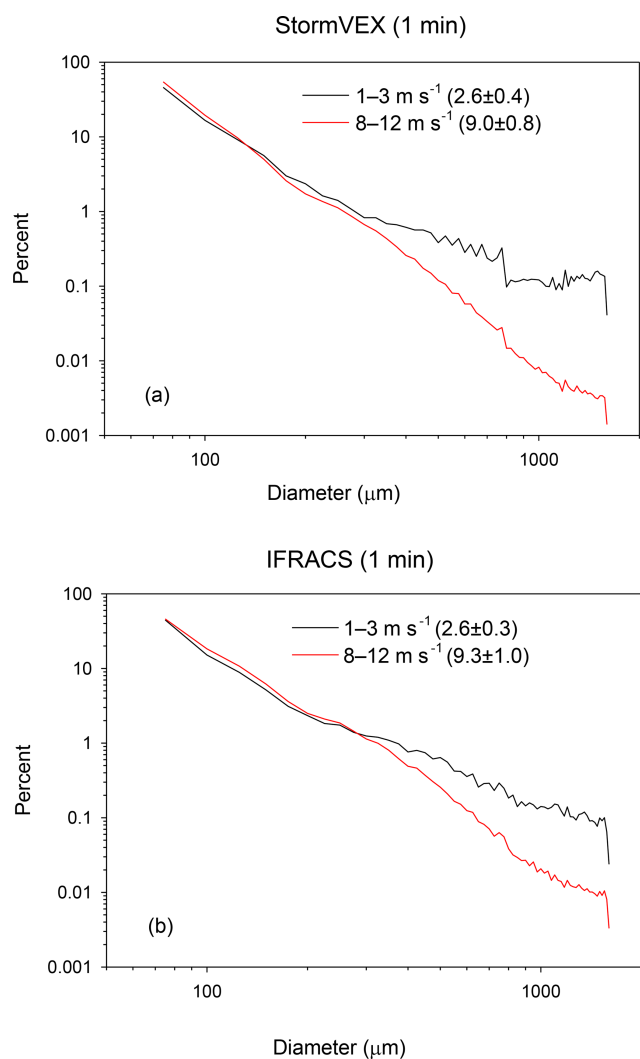 StormVEX (1 min)
100
10
1
0.1
0.01
0.001
Percent
1–3 m s⁻¹ (2.6±0.4)
8–12 m s⁻¹ (9.0±0.8)
(a)
100 1000
Diameter (μm)
IFRACS (1 min)
100
10
1
0.1
0.01
0.001
Percent
1–3 m s⁻¹ (2.6±0.3)
8–12 m s⁻¹ (9.3±1.0)
(b)
100 1000
Diameter (μm)